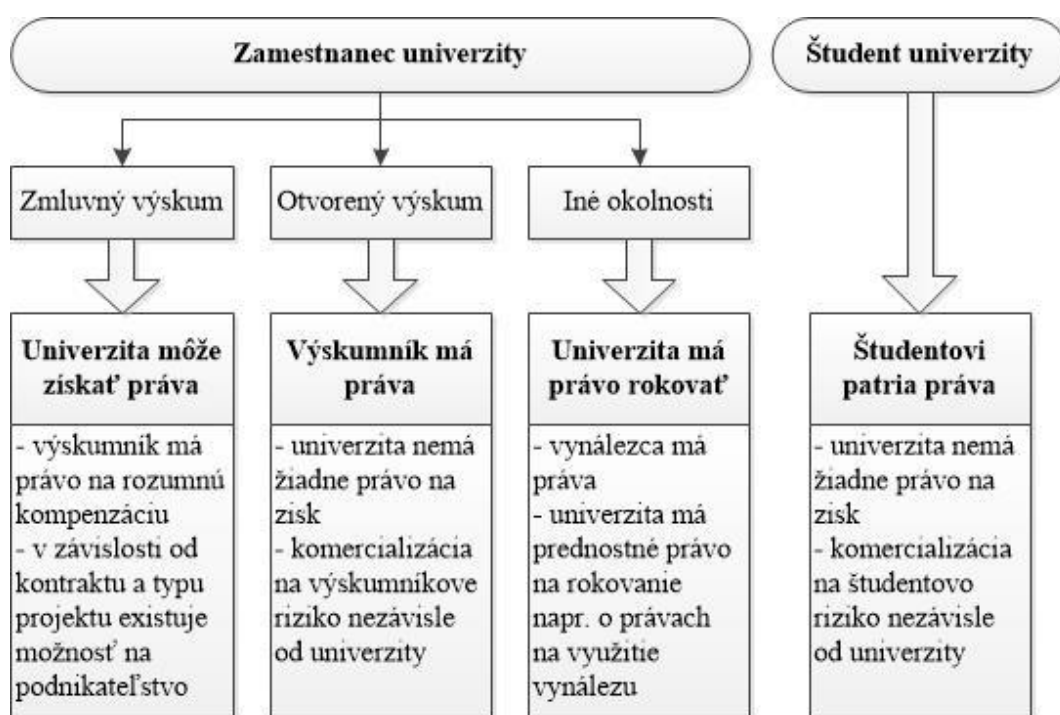 Zamestnanec univerzity
Študent univerzity
Zmluvný výskum
Otvorený výskum
Iné okolnosti
Univerzita môže
získať práva
- výskumník má
právo na rozumnú
kompenzáciu
- v závislosti od
kontraktu a typu
projektu existuje
možnosť na
podnikateľstvo
Výskumník má
práva
- univerzita nemá
žiadne právo na
zisk
- komercializácia
na výskumníkove
riziko nezávisle
od univerzity
Univerzita má
právo rokovať
- vynálezca má
práva
- univerzita má
prednostné právo
na rokovanie
napr. o právach
na využitie
vynálezu
Študentovi
patria práva
- univerzita nemá
žiadne právo na
zisk
- komercializácia
na študentovo
riziko nezávisle
od univerzity